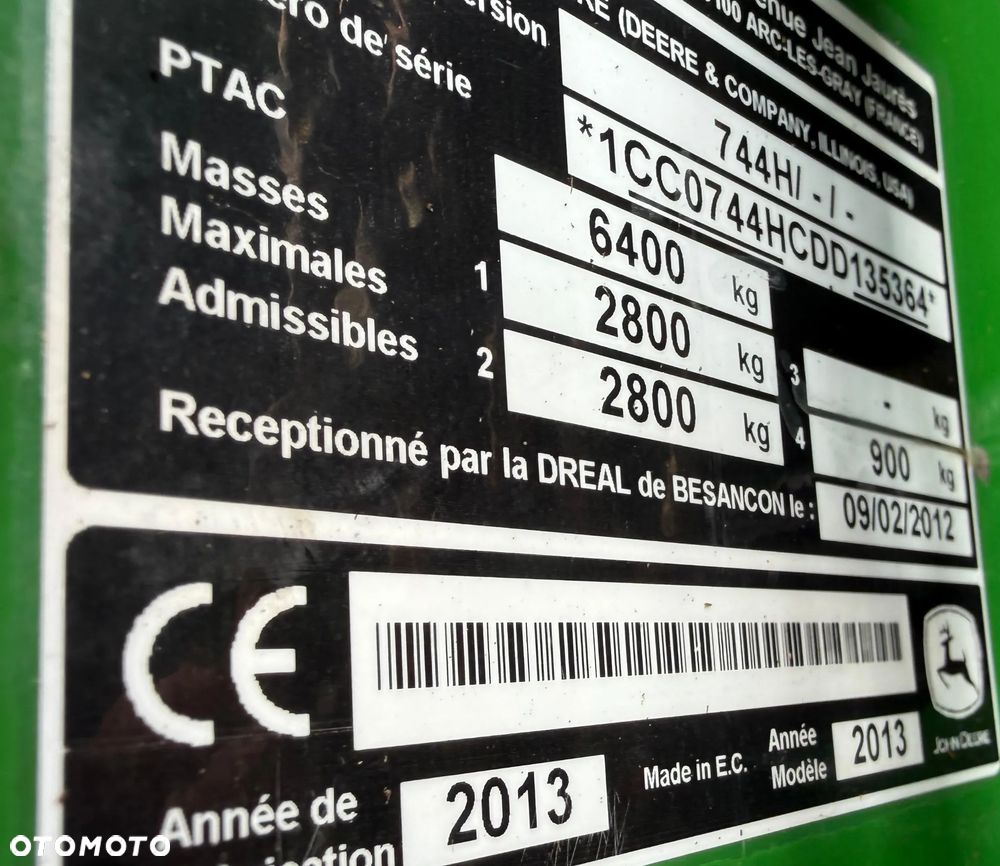 enue Jean Jaurès
100 ARC-LES-GRAY (FRANCE)
RE (DEERE & COMPANY, ILLINOIS, USA)
ersion 744H/ - / -
éro de série *1CC0744HCDD135364*
PTAC 6400 kg
Masses
Maximales 1 2800 kg 3 - kg
Admissibles 2 2800 kg 4 900 kg
Receptionné par la DREAL de BESANCON le : 09/02/2012
CE
JOHN DEERE
Année de
2013 Made in E.C. Année
Modèle 2013
OTOMOTO